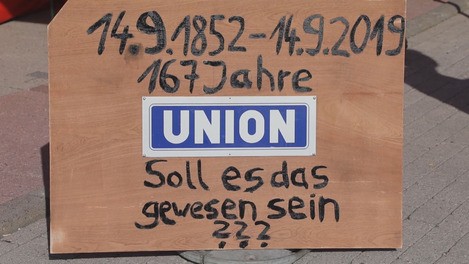 14.9.1852-14.9.2019
167 Jahre
UNION
Soll es das
gewesen sein
???